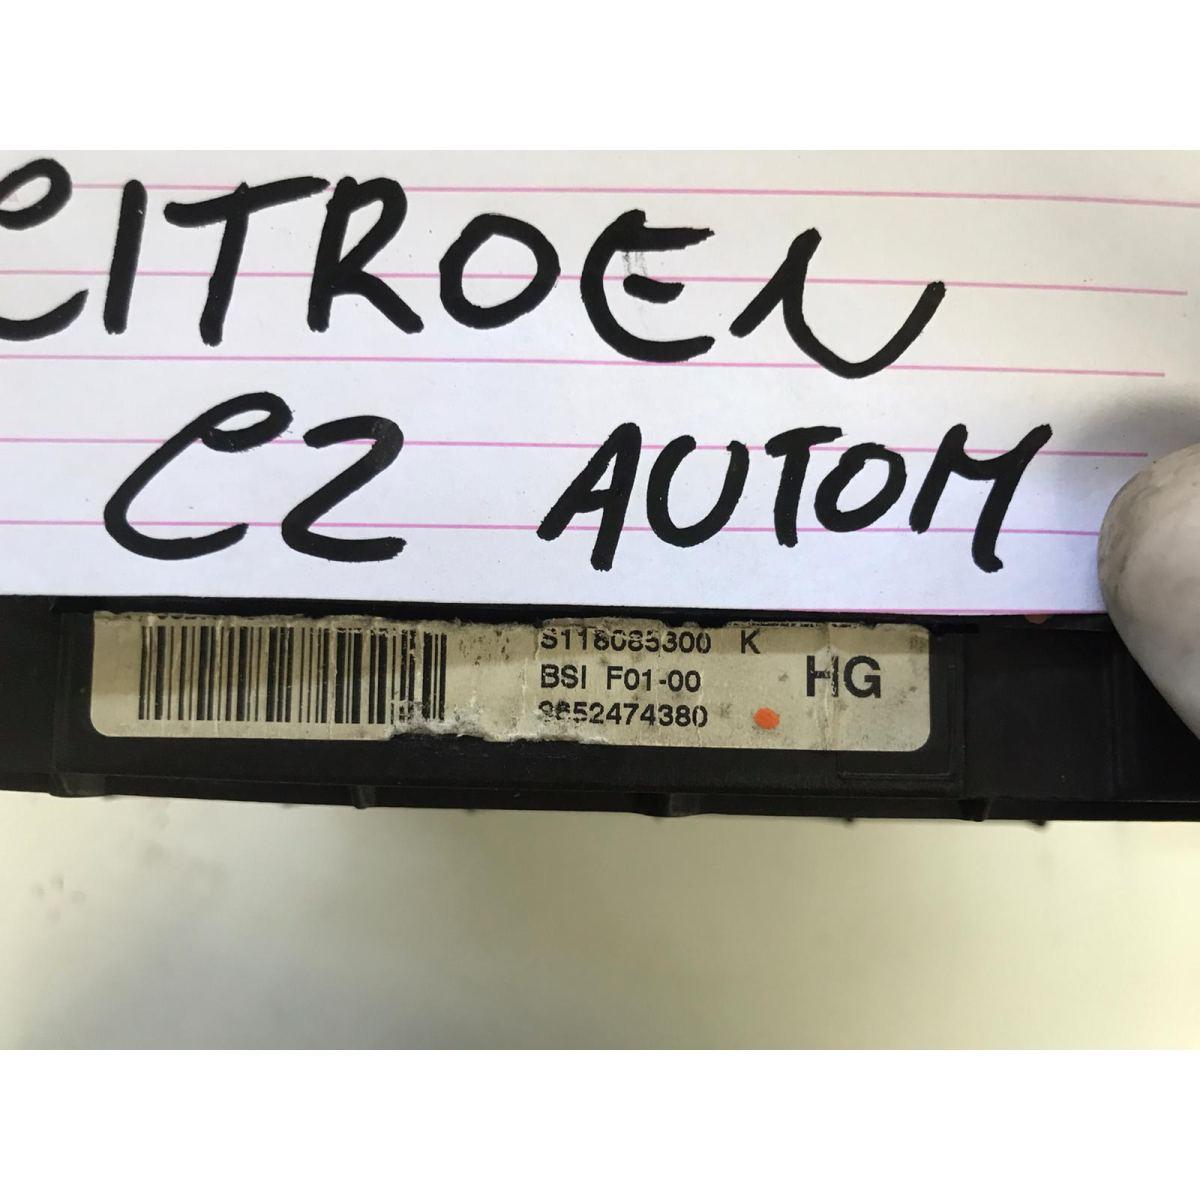 CITROEN
C2 AUTOM
S118085300 K
BSI F01-00
HG
9652474380 K